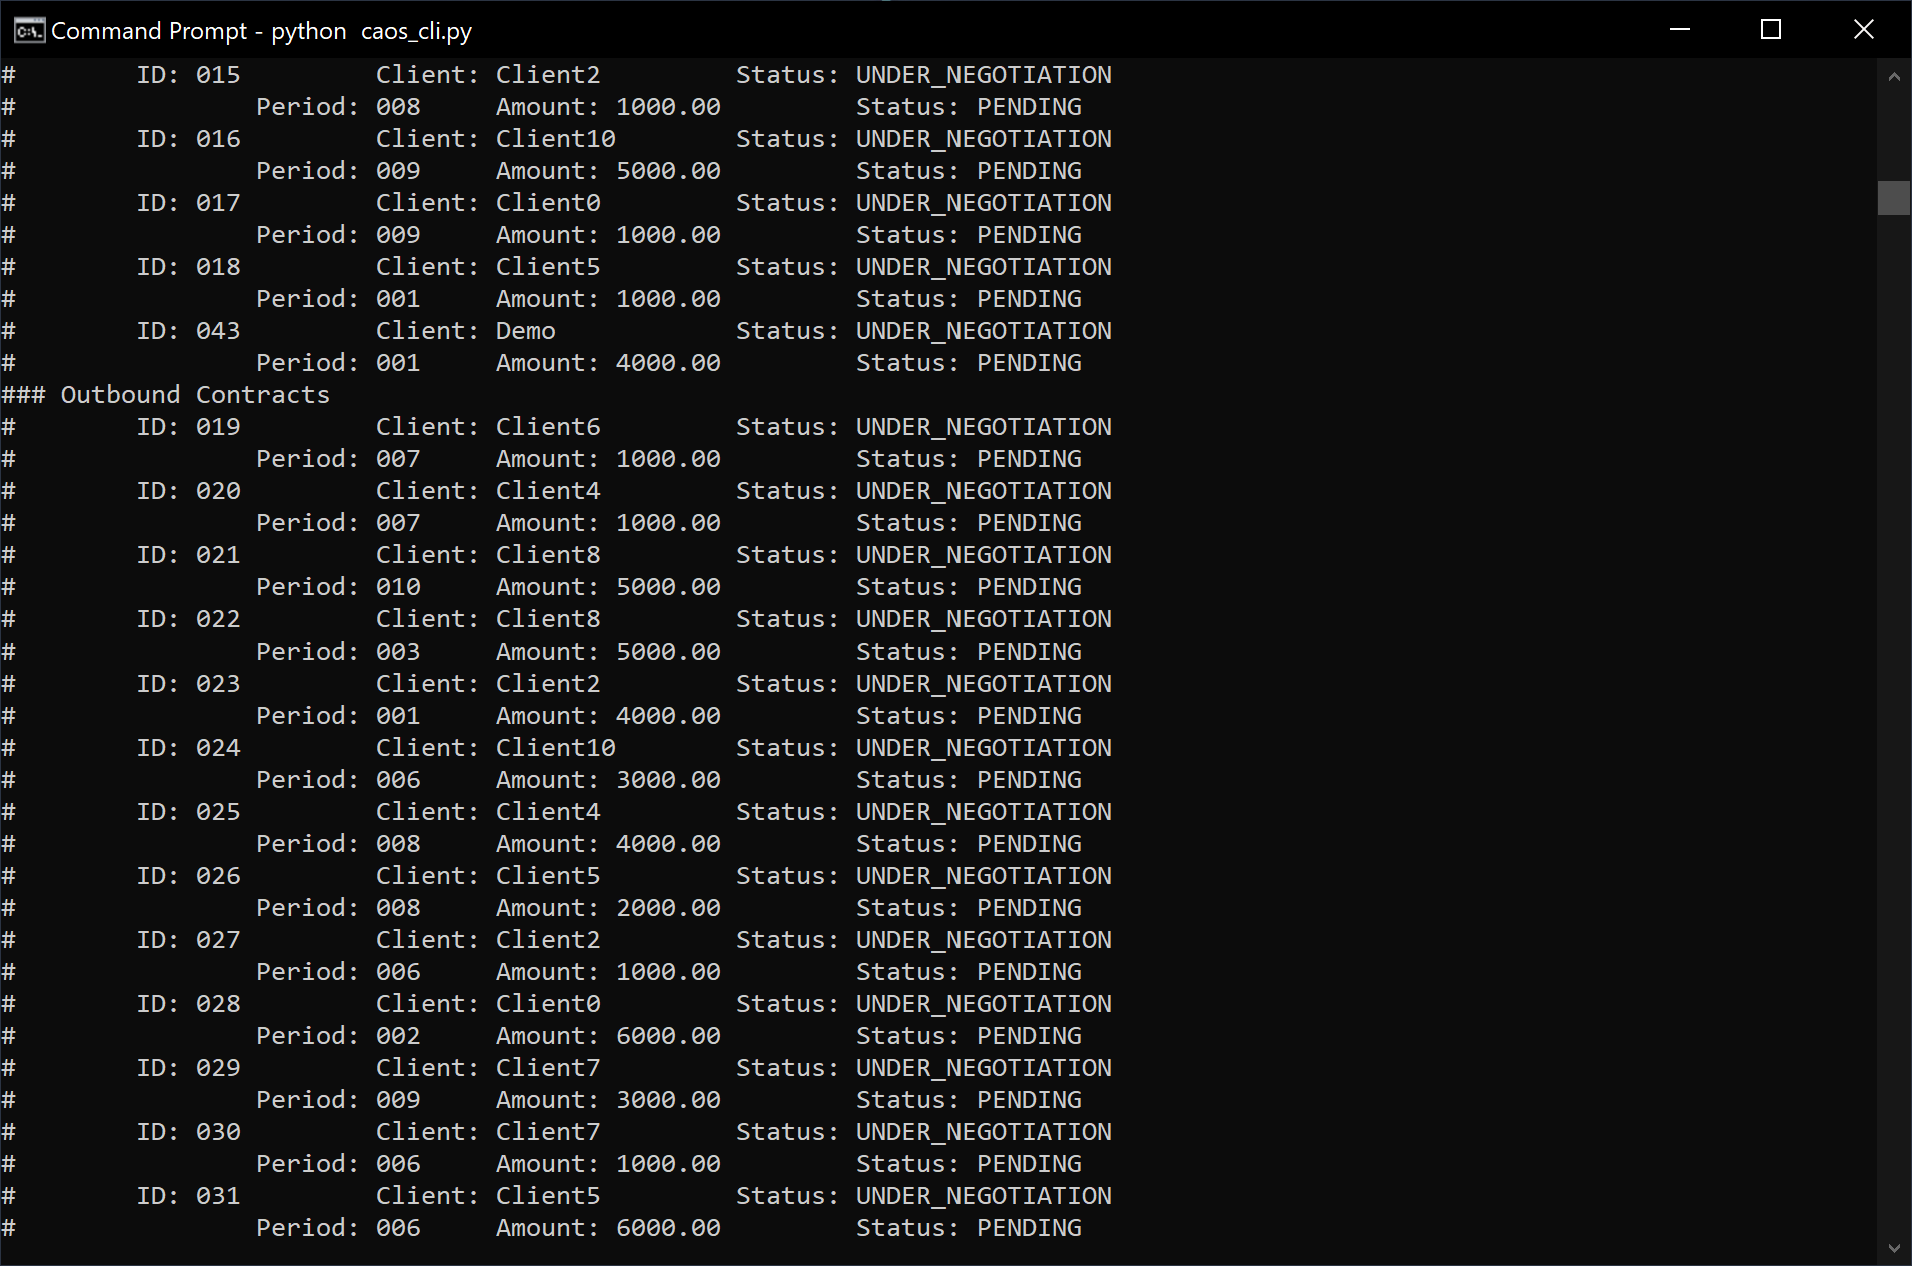 Command Prompt - python  caos_cli.py
#        ID: 015         Client: Client2         Status: UNDER_NEGOTIATION
#                Period: 008     Amount: 1000.00         Status: PENDING
#        ID: 016         Client: Client10        Status: UNDER_NEGOTIATION
#                Period: 009     Amount: 5000.00         Status: PENDING
#        ID: 017         Client: Client0         Status: UNDER_NEGOTIATION
#                Period: 009     Amount: 1000.00         Status: PENDING
#        ID: 018         Client: Client5         Status: UNDER_NEGOTIATION
#                Period: 001     Amount: 1000.00         Status: PENDING
#        ID: 043         Client: Demo            Status: UNDER_NEGOTIATION
#                Period: 001     Amount: 4000.00         Status: PENDING
### Outbound Contracts
#        ID: 019         Client: Client6         Status: UNDER_NEGOTIATION
#                Period: 007     Amount: 1000.00         Status: PENDING
#        ID: 020         Client: Client4         Status: UNDER_NEGOTIATION
#                Period: 007     Amount: 1000.00         Status: PENDING
#        ID: 021         Client: Client8         Status: UNDER_NEGOTIATION
#                Period: 010     Amount: 5000.00         Status: PENDING
#        ID: 022         Client: Client8         Status: UNDER_NEGOTIATION
#                Period: 003     Amount: 5000.00         Status: PENDING
#        ID: 023         Client: Client2         Status: UNDER_NEGOTIATION
#                Period: 001     Amount: 4000.00         Status: PENDING
#        ID: 024         Client: Client10        Status: UNDER_NEGOTIATION
#                Period: 006     Amount: 3000.00         Status: PENDING
#        ID: 025         Client: Client4         Status: UNDER_NEGOTIATION
#                Period: 008     Amount: 4000.00         Status: PENDING
#        ID: 026         Client: Client5         Status: UNDER_NEGOTIATION
#                Period: 008     Amount: 2000.00         Status: PENDING
#        ID: 027         Client: Client2         Status: UNDER_NEGOTIATION
#                Period: 006     Amount: 1000.00         Status: PENDING
#        ID: 028         Client: Client0         Status: UNDER_NEGOTIATION
#                Period: 002     Amount: 6000.00         Status: PENDING
#        ID: 029         Client: Client7         Status: UNDER_NEGOTIATION
#                Period: 009     Amount: 3000.00         Status: PENDING
#        ID: 030         Client: Client7         Status: UNDER_NEGOTIATION
#                Period: 006     Amount: 1000.00         Status: PENDING
#        ID: 031         Client: Client5         Status: UNDER_NEGOTIATION
#                Period: 006     Amount: 6000.00         Status: PENDING